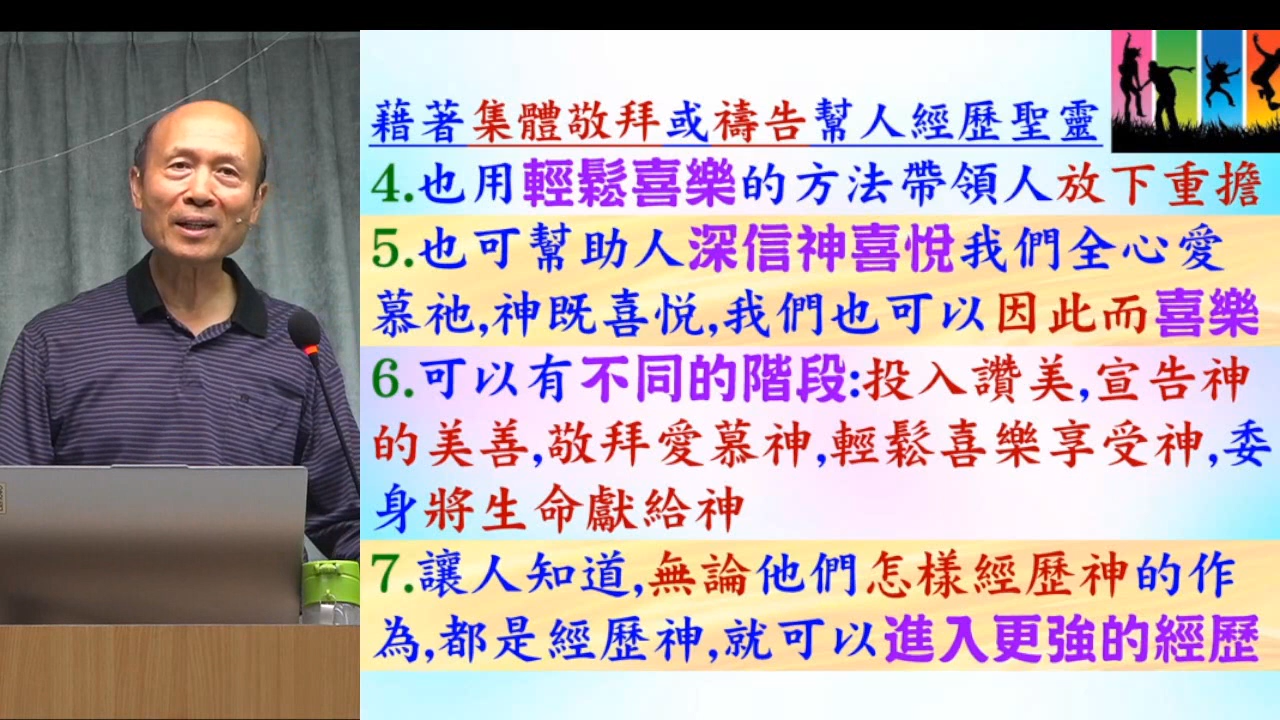 藉著集體敬拜或禱告幫人經歷聖靈
4.也用輕鬆喜樂的方法帶領人放下重擔
5.也可幫助人深信神喜悅我們全心愛
慕祂,神既喜悅,我們也可以因此而喜樂
6.可以有不同的階段:投入讚美,宣告神
的美善,敬拜愛慕神,輕鬆喜樂享受神,委
身將生命獻給神
7.讓人知道,無論他們怎樣經歷神的作
為,都是經歷神,就可以進入更強的經歷